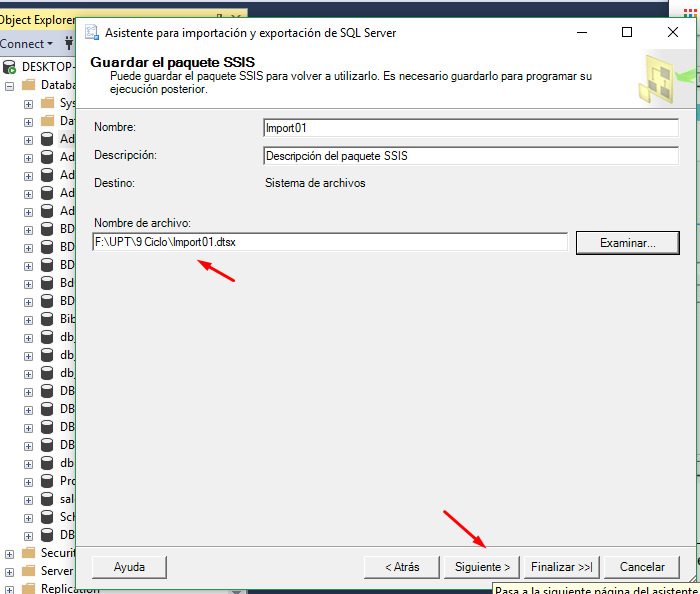 Object Explorer
Asistente para importación y exportación de SQL Server
Connect
Guardar el paquete SSIS
Puede guardar el paquete SSIS para volver a utilizarlo. Es necesario guardarlo para programar su
ejecución posterior.
DESKTOP-
Databa
Sys
Da
Ad
Ad
Ad
Ad
Ad
BD
BD
BD
Bd
BD
Bib
db
db
db
DB
DB
DB
DB
db
Pro
sal
Sch
DB
Securit
Server
Replication
Nombre:
Import01
Descripción:
Descripción del paquete SSIS
Destino:
Sistema de archivos
Nombre de archivo:
F:\UPT\9 Ciclo\Import01.dtsx
Examinar...
Ayuda
< Atrás
Siguiente >
Finalizar >>|
Cancelar
Pasa a la siguiente página del asistente